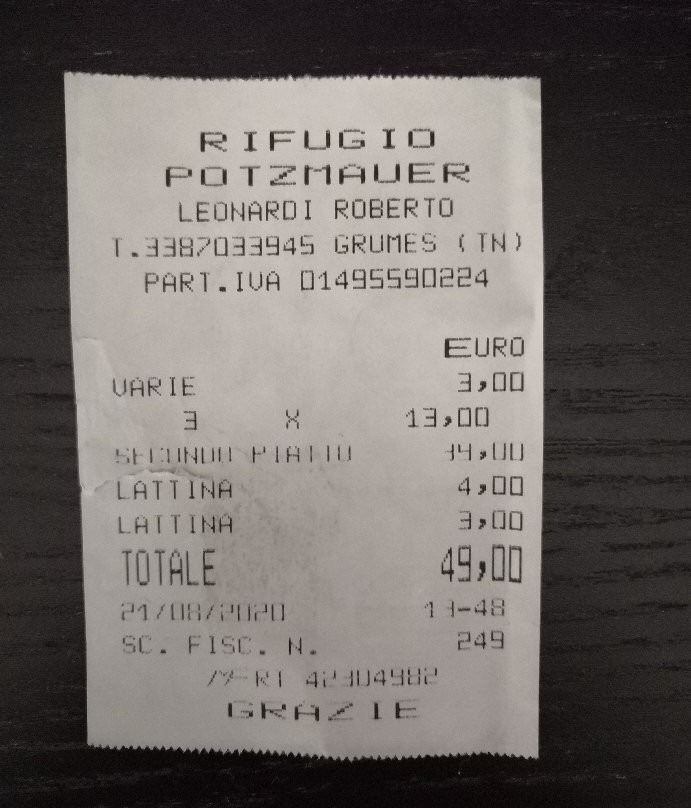 RIFUGIO
POTZMAUER
LEONARDI ROBERTO
T.3387033945 GRUMES (TN)
PART.IVA 01495590224
EURO
VARIE 3,00
3 X 13,00
SECONDO PIATTO 39,00
LATTINA 4,00
LATTINA 3,00
TOTALE 49,00
21/08/2020 13-48
SC. FISC. N. 249
RT 42304982
GRAZIE